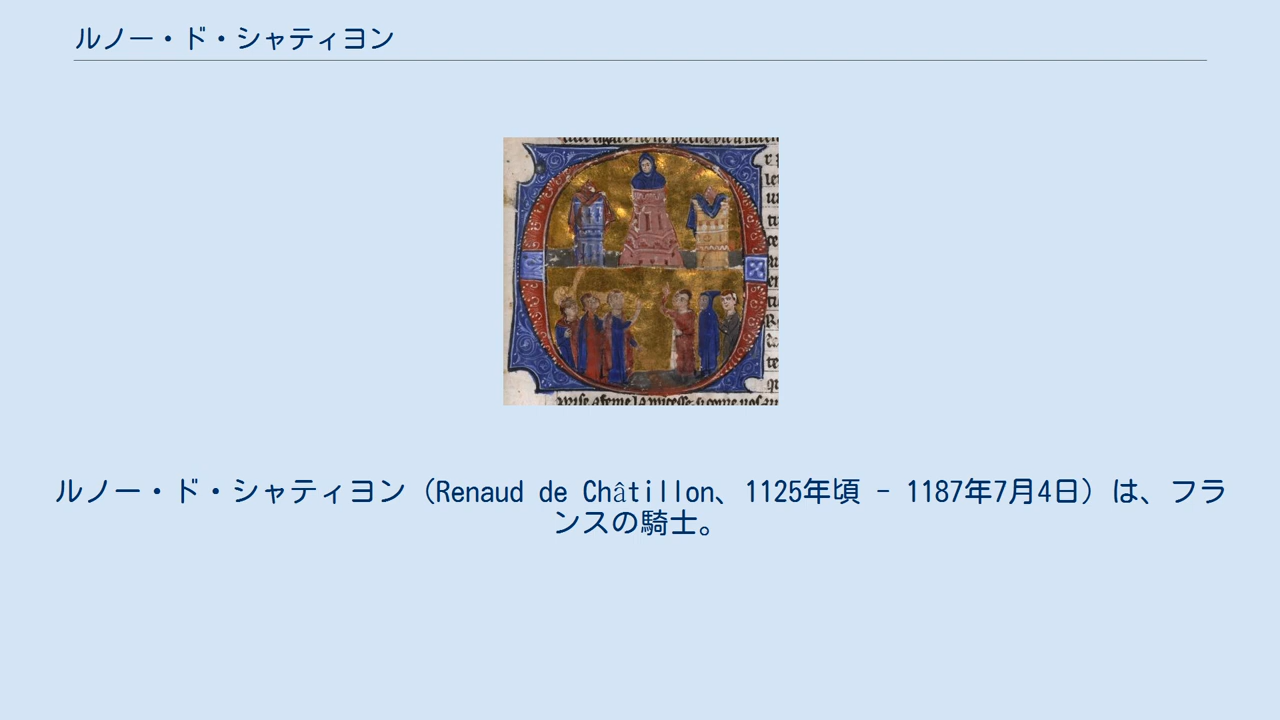 ルノー・ド・シャティヨン
ルノー・ド・シャティヨン（Renaud de Châtillon、1125年頃 - 1187年7月4日）は、フラ
ンスの騎士。